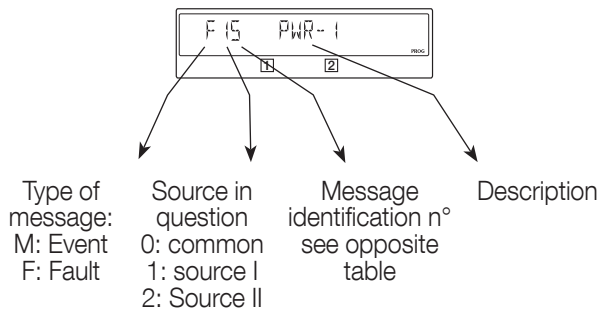 F15 PWR-1
PROG
1 2
Type of message:
M: Event
F: Fault
Source in question
0: common
1: source I
2: Source II
Message identification n°
see opposite table
Description